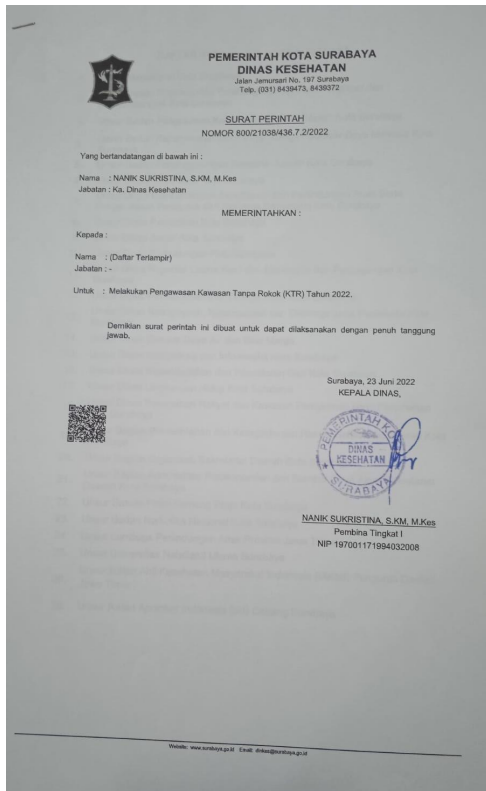 PEMERINTAH KOTA SURABAYA
DINAS KESEHATAN
Jalan Jemursari No. 197 Surabaya
Telp. (031) 8439473, 8439372
SURAT PERINTAH
NOMOR 800/21038/436.7.2/2022
Yang bertandatangan di bawah ini :
Nama : NANIK SUKRISTINA, S.KM, M.Kes
Jabatan : Ka. Dinas Kesehatan
MEMERINTAHKAN :
Kepada :
Nama : (Daftar Terlampir)
Jabatan : -
Untuk : Melakukan Pengawasan Kawasan Tanpa Rokok (KTR) Tahun 2022.
Demikian surat perintah ini dibuat untuk dapat dilaksanakan dengan penuh tanggung
jawab.
Surabaya, 23 Juni 2022
KEPALA DINAS,
PEMERINTAH KO
DINAS
KESEHATAN
SURABAYA
NANIK SUKRISTINA, S.KM, M.Kes
Pembina Tingkat I
NIP 197001171994032008
Website: www.surabaya.go.id Email: dinkes@surabaya.go.id